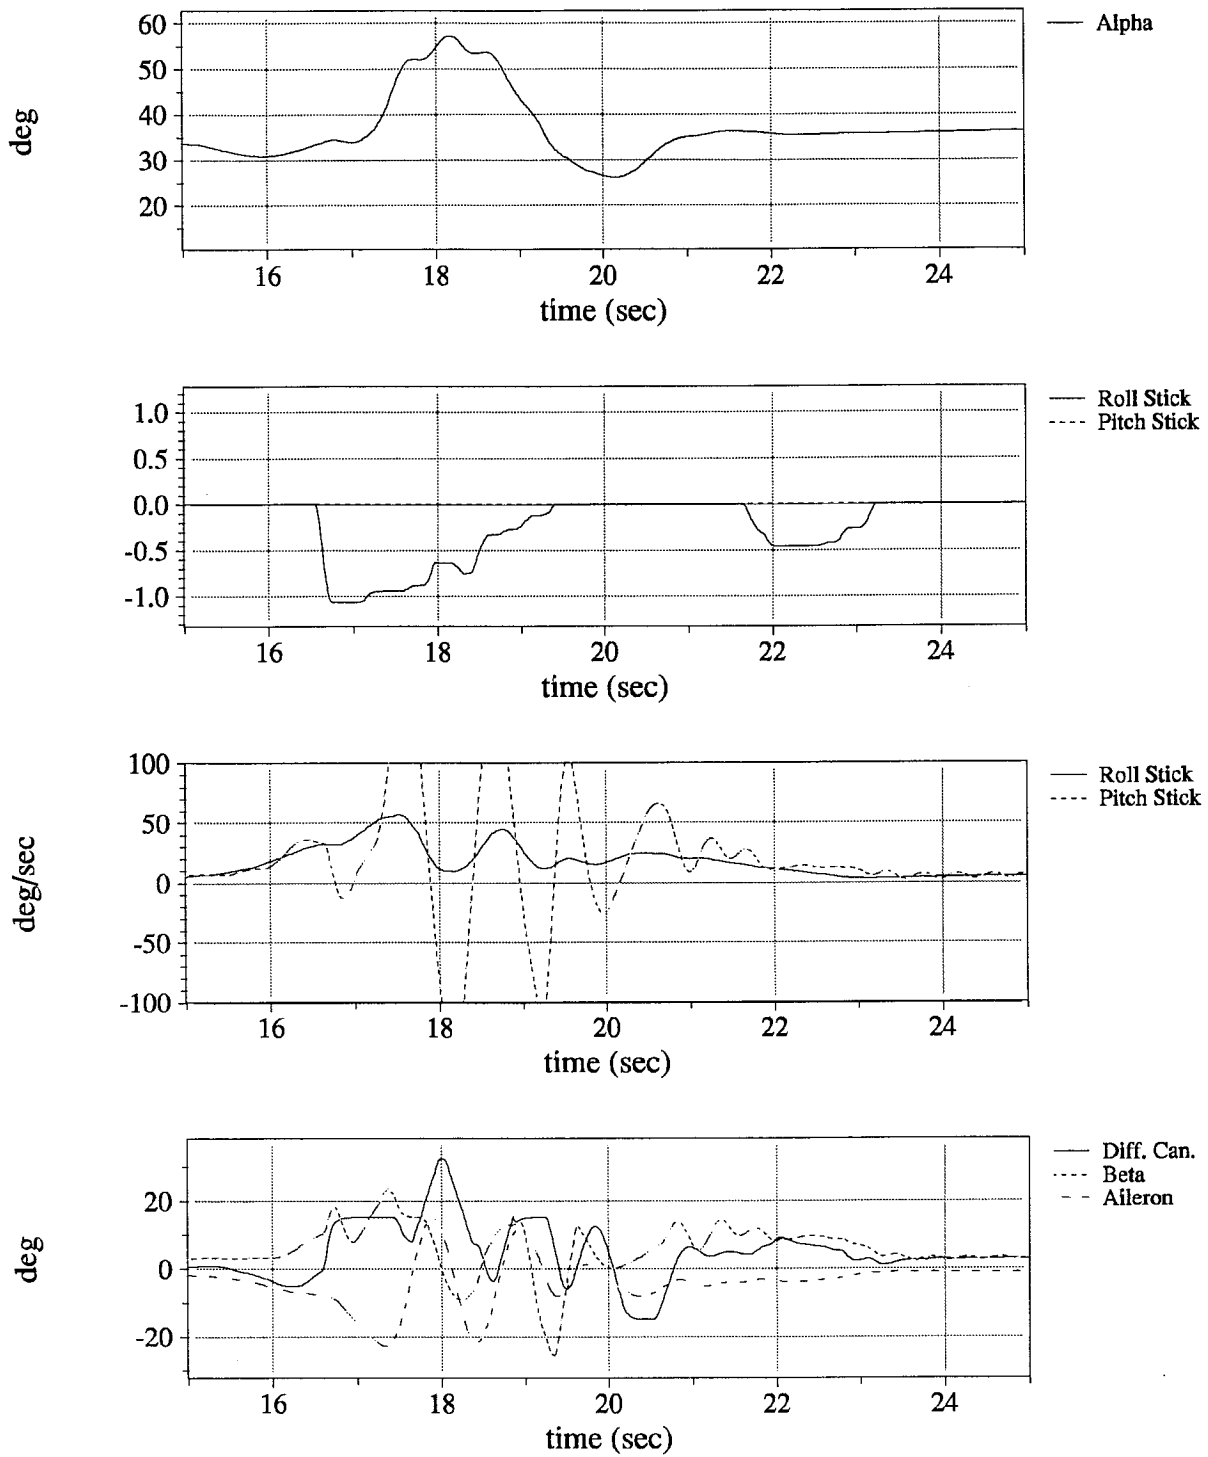 60
50
40
30
20
deg
16 18 20 22 24
time (sec)
Alpha
1.0
0.5
0.0
-0.5
-1.0
16 18 20 22 24
time (sec)
Roll Stick
Pitch Stick
100
50
0
-50
-100
deg/sec
16 18 20 22 24
time (sec)
Roll Stick
Pitch Stick
20
0
-20
deg
16 18 20 22 24
time (sec)
Diff. Can.
Beta
Aileron